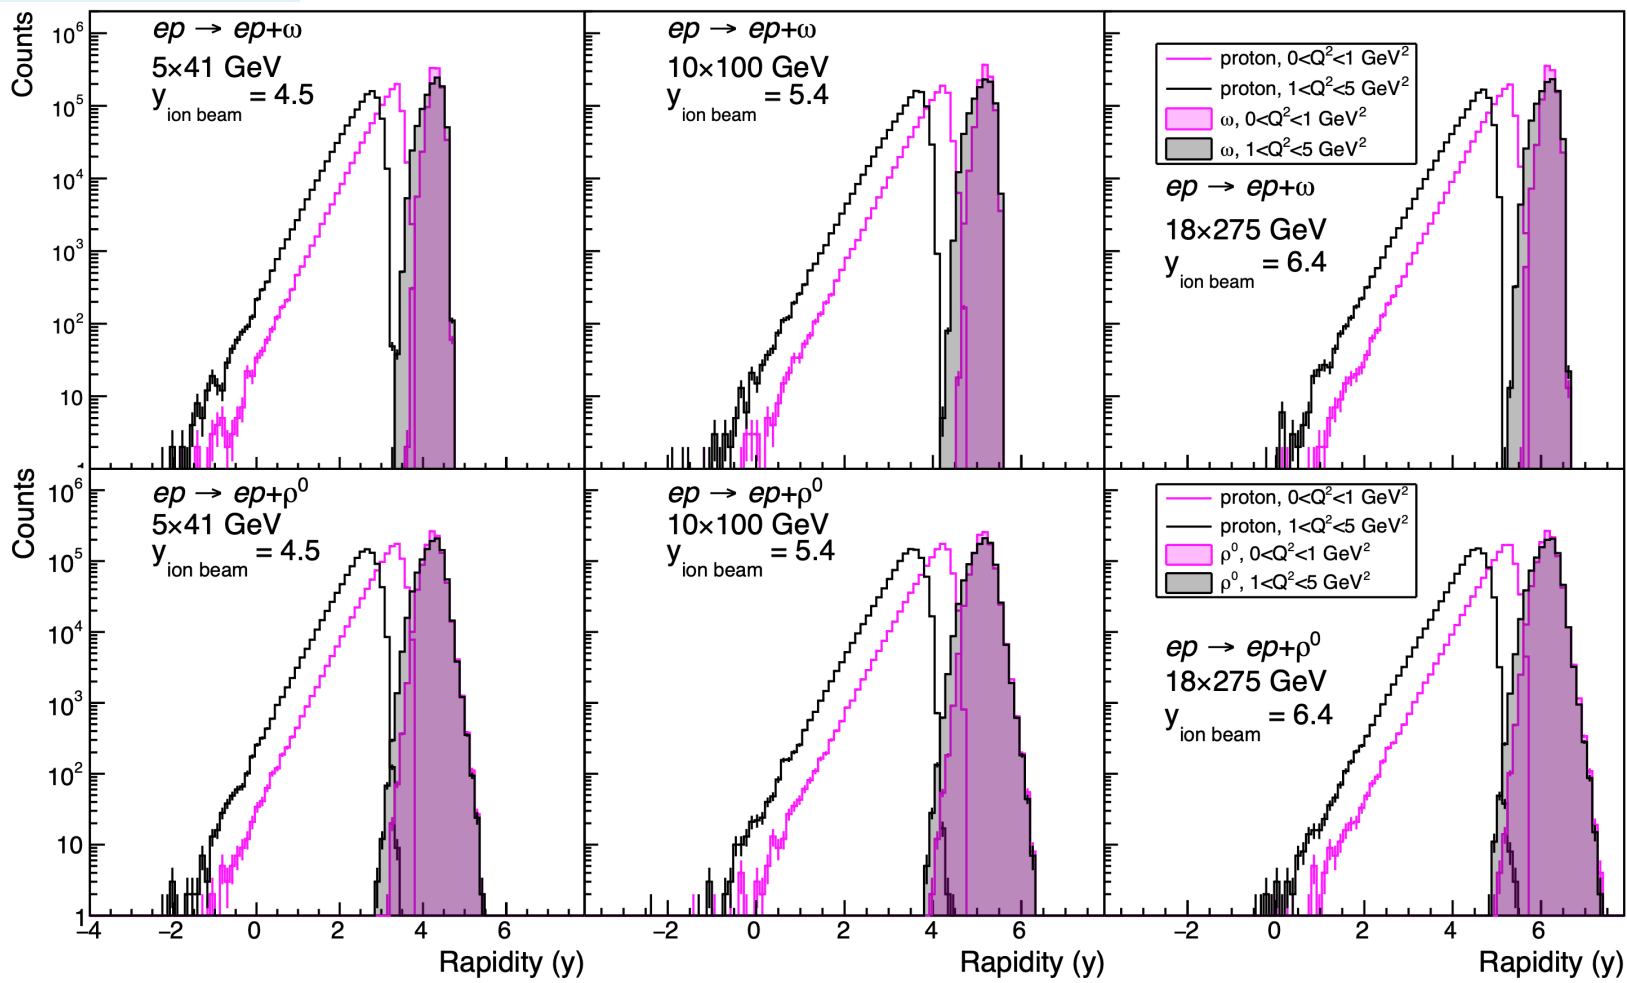 Counts
10⁶
10⁵
10⁴
10³
10²
10
1
ep → ep+ω
5×41 GeV
y ion beam = 4.5
ep → ep+ω
10×100 GeV
y ion beam = 5.4
proton, 0<Q²<1 GeV²
proton, 1<Q²<5 GeV²
ω, 0<Q²<1 GeV²
ω, 1<Q²<5 GeV²
ep → ep+ω
18×275 GeV
y ion beam = 6.4
Counts
10⁶
10⁵
10⁴
10³
10²
10
1
ep → ep+ρ⁰
5×41 GeV
y ion beam = 4.5
ep → ep+ρ⁰
10×100 GeV
y ion beam = 5.4
proton, 0<Q²<1 GeV²
proton, 1<Q²<5 GeV²
ρ⁰, 0<Q²<1 GeV²
ρ⁰, 1<Q²<5 GeV²
ep → ep+ρ⁰
18×275 GeV
y ion beam = 6.4
−4 −2 0 2 4 6
−2 0 2 4 6
−2 0 2 4 6
Rapidity (y)
Rapidity (y)
Rapidity (y)